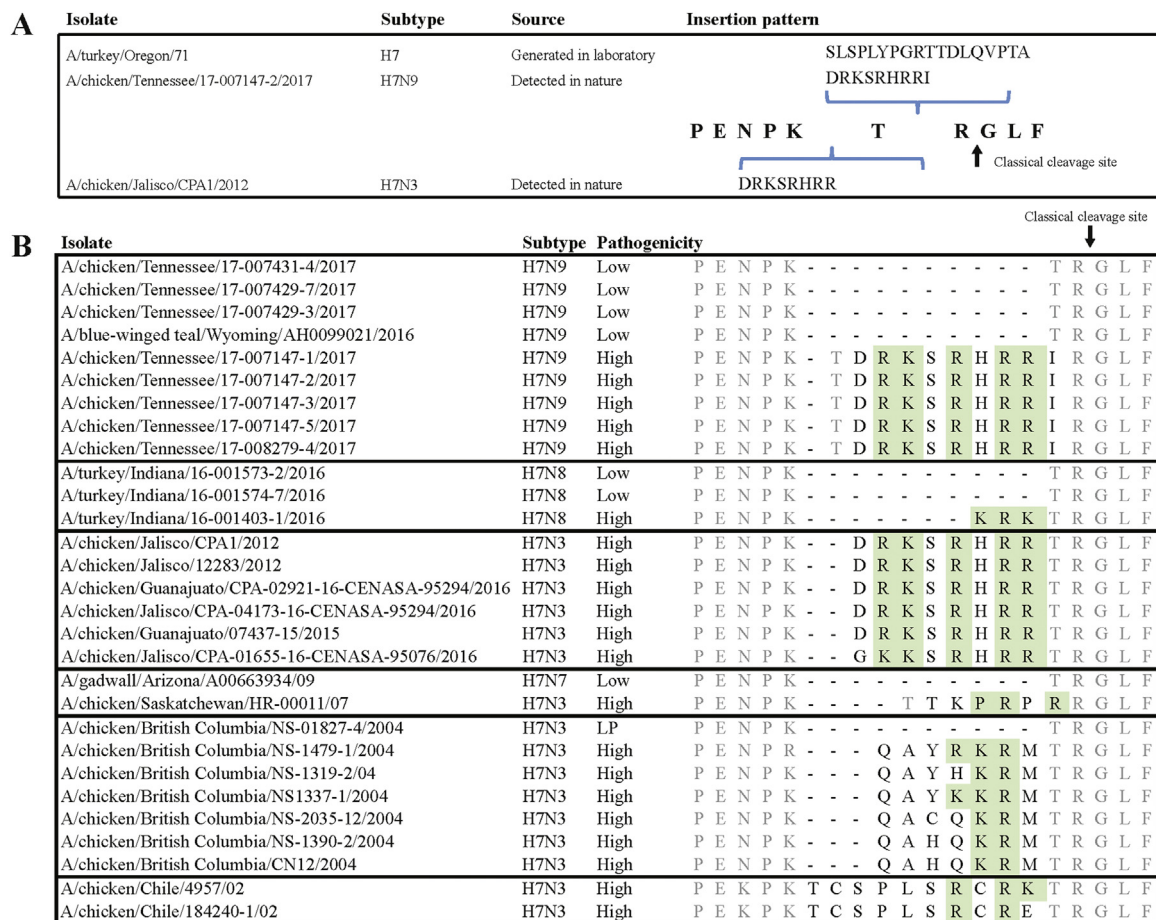 A
Isolate Subtype Source Insertion pattern
A/turkey/Oregon/71 H7 Generated in laboratory SLSPLYPGRTTDLQVPTA
A/chicken/Tennessee/17-007147-2/2017 H7N9 Detected in nature DRKSRHRRI
P E N P K T R G L F
Classical cleavage site
A/chicken/Jalisco/CPA1/2012 H7N3 Detected in nature DRKSRHRR
Classical cleavage site
B
Isolate Subtype Pathogenicity
A/chicken/Tennessee/17-007431-4/2017 H7N9 Low P E N P K - - - - - - - - - - T R G L F
A/chicken/Tennessee/17-007429-7/2016 H7N9 Low P E N P K - - - - - - - - - - T R G L F
A/chicken/Tennessee/17-007429-3/2017 H7N9 Low P E N P K - - - - - - - - - - T R G L F
A/blue-winged teal/Wyoming/AH0099021/2016 H7N9 Low P E N P K - - - - - - - - - - T R G L F
A/chicken/Tennessee/17-007147-1/2017 H7N9 High P E N P K - T D R K S R H R R I R G L F
A/chicken/Tennessee/17-007147-2/2017 H7N9 High P E N P K - T D R K S R H R R I R G L F
A/chicken/Tennessee/17-007147-3/2017 H7N9 High P E N P K - T D R K S R H R R I R G L F
A/chicken/Tennessee/17-007147-5/2017 H7N9 High P E N P K - T D R K S R H R R I R G L F
A/chicken/Tennessee/17-008279-4/2017 H7N9 High P E N P K - T D R K S R H R R I R G L F
A/turkey/Indiana/16-001573-2/2016 H7N8 Low P E N P K - - - - - - - - - - T R G L F
A/turkey/Indiana/16-001574-7/2016 H7N8 Low P E N P K - - - - - - - - - - T R G L F
A/turkey/Indiana/16-001403-1/2016 H7N8 High P E N P K - - - - - - - K R K T R G L F
A/chicken/Jalisco/CPA1/2012 H7N3 High P E N P K - - D R K S R H R R T R G L F
A/chicken/Jalisco/12283/2012 H7N3 High P E N P K - - D R K S R H R R T R G L F
A/chicken/Guanajuato/CPA-02921-16-CENASA-95294/2016 H7N3 High P E N P K - - D R K S R H R R T R G L F
A/chicken/Jalisco/CPA-04173-16-CENASA-95294/2016 H7N3 High P E N P K - - D R K S R H R R T R G L F
A/chicken/Guanajuato/07437-15/2015 H7N3 High P E N P K - - D R K S R H R R T R G L F
A/chicken/Jalisco/CPA-01655-16-CENASA-95076/2016 H7N3 High P E N P K - - G K K S R H R R T R G L F
A/gadwall/Arizona/A00663934/09 H7N7 Low P E N P K - - - - - - - - - - T R G L F
A/chicken/Saskatchewan/HR-00011/07 H7N3 High P E N P K - - - - T T K P R P R R G L F
A/chicken/British Columbia/NS-01827-4/2004 H7N3 LP P E N P K - - - - - - - - - - T R G L F
A/chicken/British Columbia/NS-1479-1/2004 H7N3 High P E N P R - - - Q A Y R K R M T R G L F
A/chicken/British Columbia/NS-1319-2/04 H7N3 High P E N P K - - - Q A Y H K R M T R G L F
A/chicken/British Columbia/NS1337-1/2004 H7N3 High P E N P K - - - Q A Y K K R M T R G L F
A/chicken/British Columbia/NS-2035-12/2004 H7N3 High P E N P K - - - Q A C Q K R M T R G L F
A/chicken/British Columbia/NS-1390-2/2004 H7N3 High P E N P K - - - Q A H Q K R M T R G L F
A/chicken/British Columbia/CN12/2004 H7N3 High P E N P K - - - Q A H Q K R M T R G L F
A/chicken/Chile/4957/02 H7N3 High P E K P K T C S P L S R C R K T R G L F
A/chicken/Chile/184240-1/02 H7N3 High P E K P K T C S P L S R C R E T R G L F